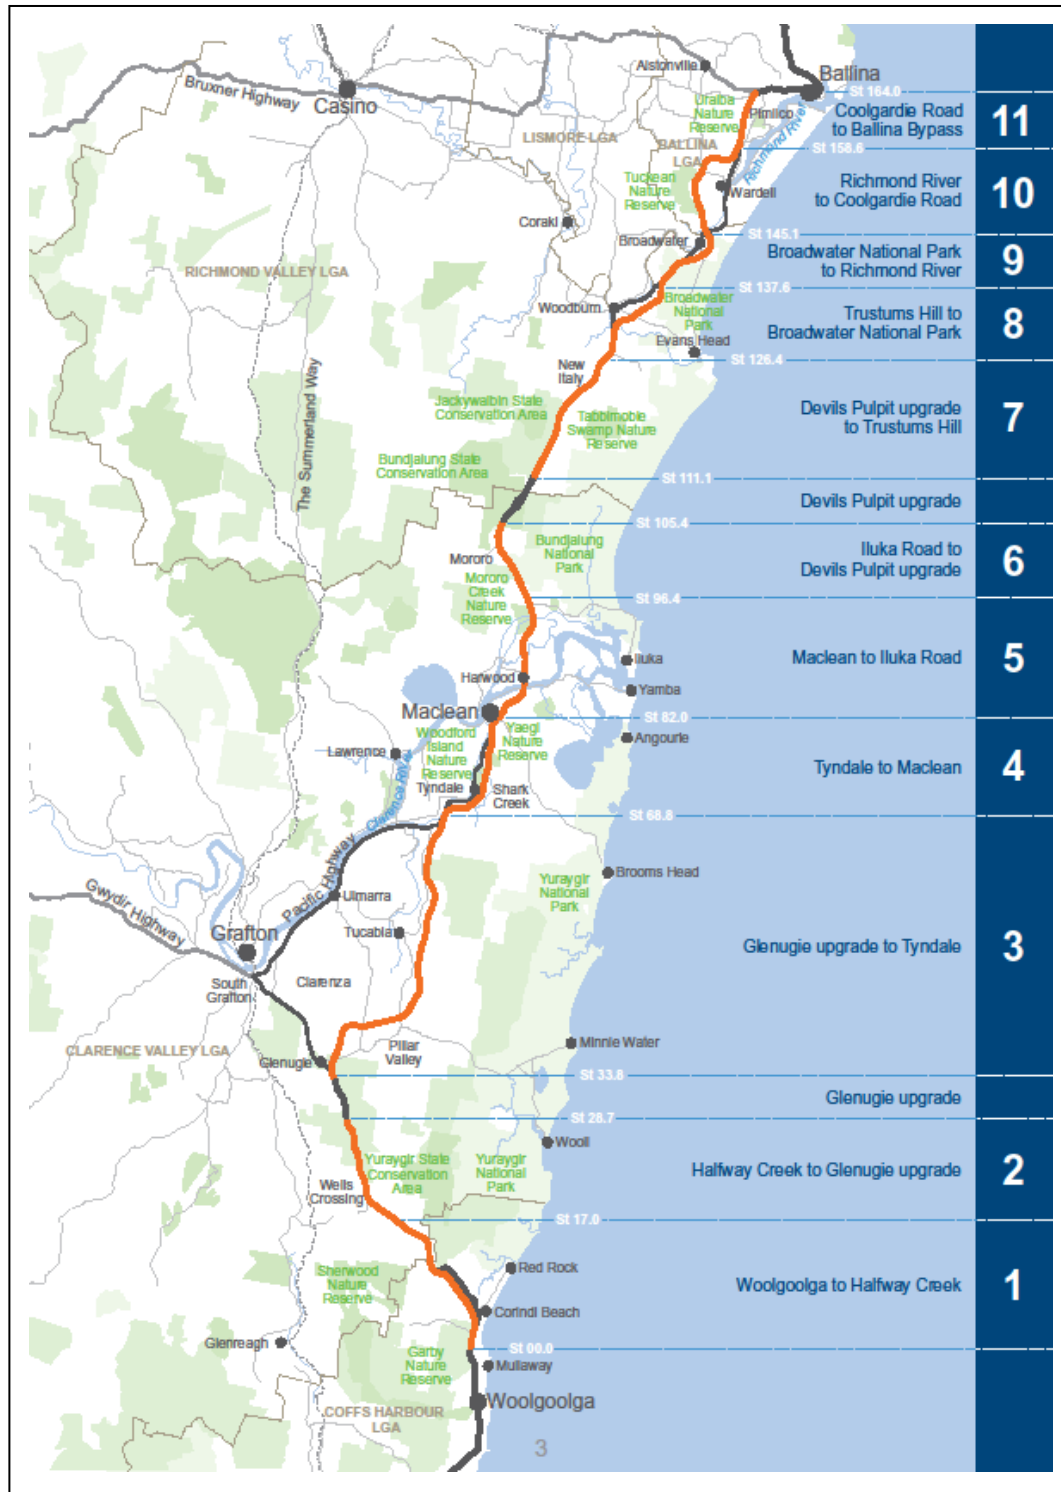 Alstonville
Ballina
St 164.0
Bruxner Highway
Casino
Uralba
Nature
Reserve
Pimlico
Coolgardie Road
to Ballina Bypass
11
LISMORE LGA
BALLINA
LGA
Richmond River
St 158.6
Tuckean
Nature
Reserve
Wardell
Richmond River
to Coolgardie Road
10
Coraki
Broadwater
St 145.1
Broadwater National Park
to Richmond River
9
RICHMOND VALLEY LGA
St 137.6
Woodburn
Broadwater
National
Park
Trustums Hill to
Broadwater National Park
8
Evans Head
St 126.4
New
Italy
The Summerland Way
Jackywalbin State
Conservation Area
Tabbimoble
Swamp Nature
Reserve
Devils Pulpit upgrade
to Trustums Hill
7
Bundjalung State
Conservation Area
St 111.1
Devils Pulpit upgrade
St 105.4
Bundjalung
National
Park
Iluka Road to
Devils Pulpit upgrade
6
Mororo
Mororo
Creek
Nature
Reserve
St 96.4
Iluka
Maclean to Iluka Road
5
Harwood
Yamba
Maclean
St 82.0
Woodford
Island
Nature
Reserve
Yaegl
Nature
Reserve
Angourie
Lawrence
Clarence River
Tyndale
Shark
Creek
Tyndale to Maclean
4
St 68.8
Pacific Highway
Brooms Head
Gwydir Highway
Ulmarra
Yuraygir
National
Park
Grafton
Tucabia
Glenugie upgrade to Tyndale
3
South
Grafton
Clarenza
CLARENCE VALLEY LGA
Glenugie
Pillar
Valley
Minnie Water
St 33.8
Glenugie upgrade
St 28.7
Wooli
Yuraygir State
Conservation
Area
Yuraygir
National
Park
Halfway Creek to Glenugie upgrade
2
Wells
Crossing
St 17.0
Sherwood
Nature
Reserve
Red Rock
Woolgoolga to Halfway Creek
1
Corindi Beach
Glenreagh
St 00.0
Garby
Nature
Reserve
Mullaway
Woolgoolga
COFFS HARBOUR
LGA
3